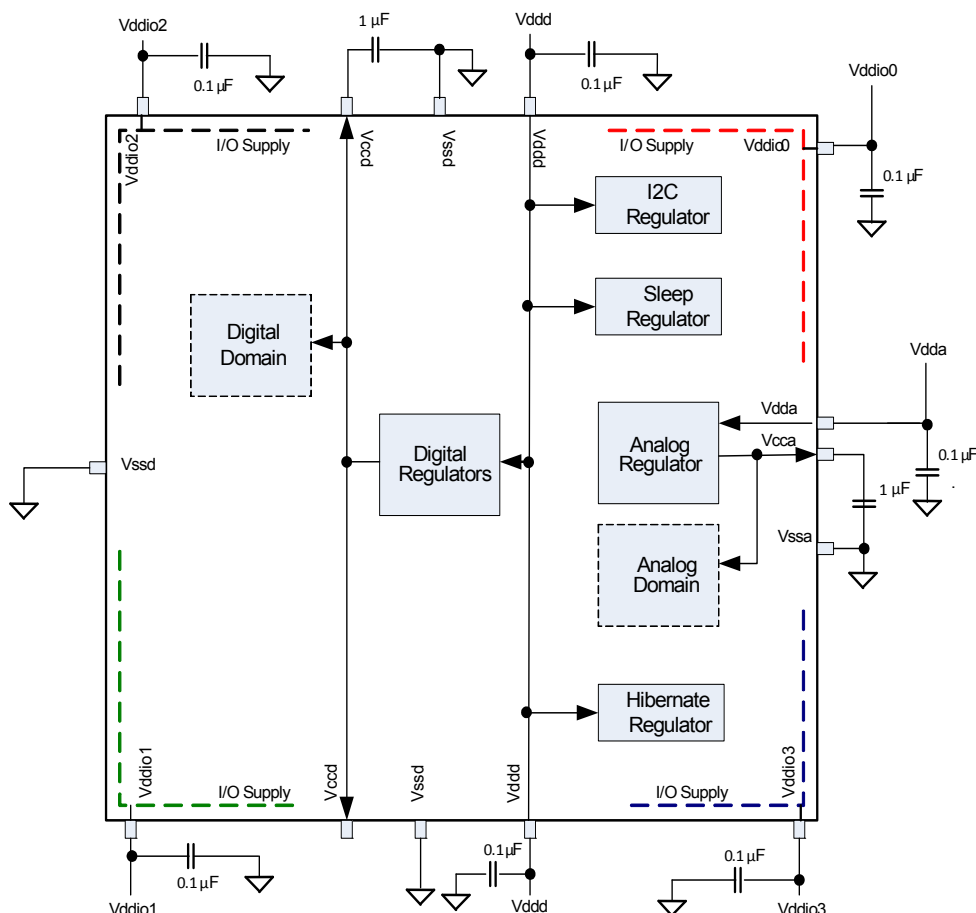 Vddio2
1 µF
Vddd
0.1 µF
0.1 µF
Vddio0
0.1 µF
I/O Supply
Vddio2
Vccd
Vssd
Vddd
I/O Supply
Vddio0
I2C
Regulator
Sleep
Regulator
Digital
Domain
Vdda
Vdda
Vcca
Analog
Regulator
Digital
Regulators
0.1 µF
.
1 µF
Vssd
Vssa
Analog
Domain
Hibernate
Regulator
Vddio1
I/O Supply
Vccd
Vssd
Vddd
I/O Supply
Vddio3
0.1 µF
0.1 µF
0.1 µF
Vddio1
Vddd
Vddio3